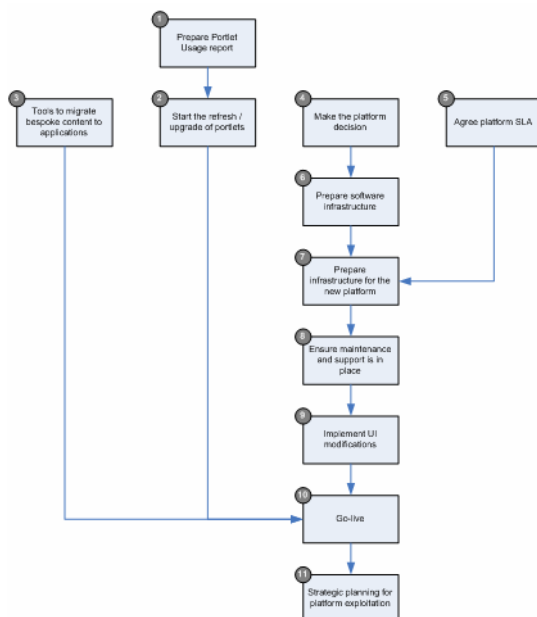 1
Prepare Portlet
Usage report
3
Tools to migrate
bespoke content to
applications
2
Start the refresh /
upgrade of portlets
4
Make the platform
decision
5
Agree platform SLA
6
Prepare software
infrastructure
7
Prepare
infrastructure for the
new platform
8
Ensure maintenance
and support is in
place
9
Implement UI
modifications
10
Go-live
11
Strategic planning for
platform exploitation